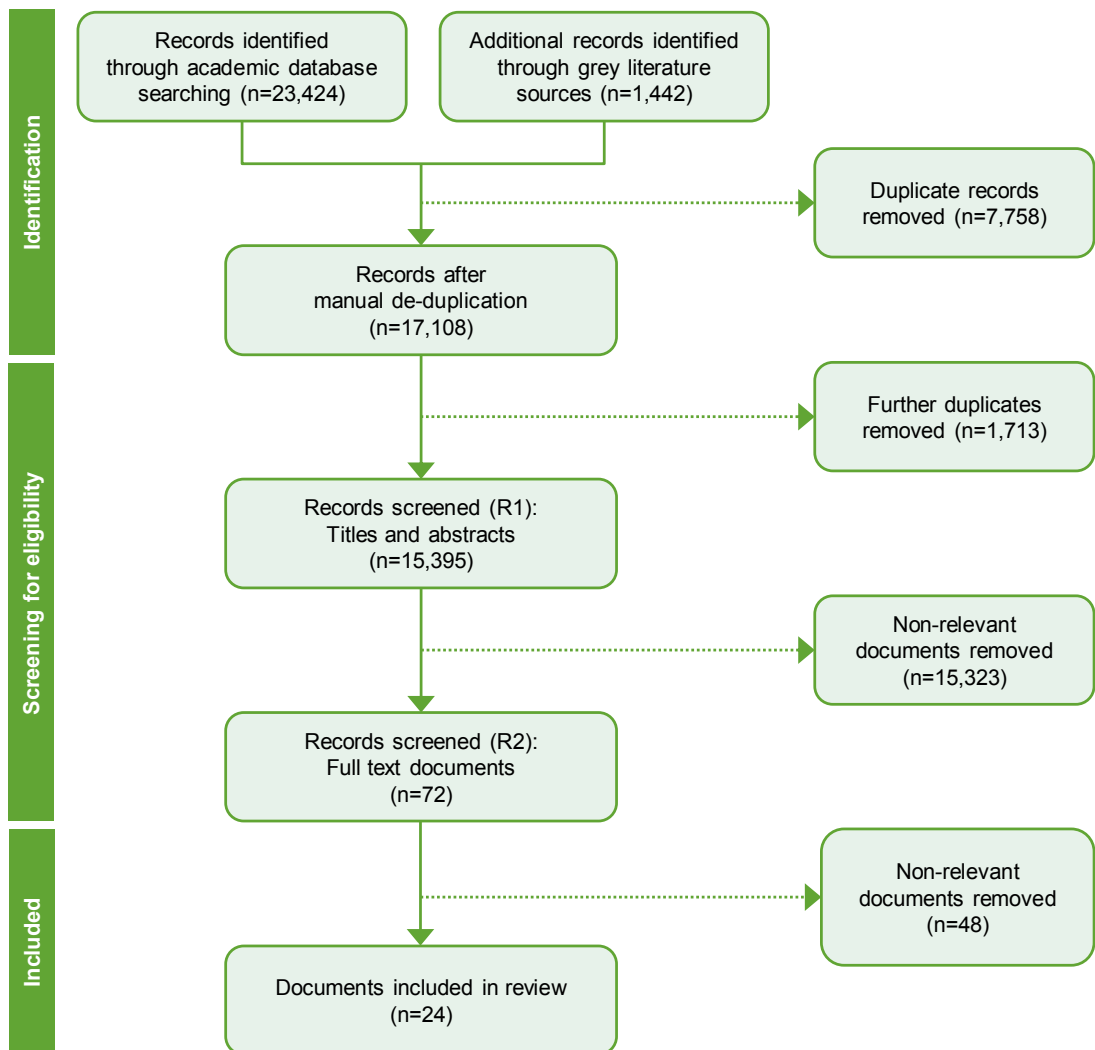 Identification
Records identified
through academic database
searching (n=23,424)
Additional records identified
through grey literature
sources (n=1,442)
Duplicate records
removed (n=7,758)
Records after
manual de-duplication
(n=17,108)
Screening for eligibility
Further duplicates
removed (n=1,713)
Records screened (R1):
Titles and abstracts
(n=15,395)
Non-relevant
documents removed
(n=15,323)
Records screened (R2):
Full text documents
(n=72)
Included
Non-relevant
documents removed
(n=48)
Documents included in review
(n=24)